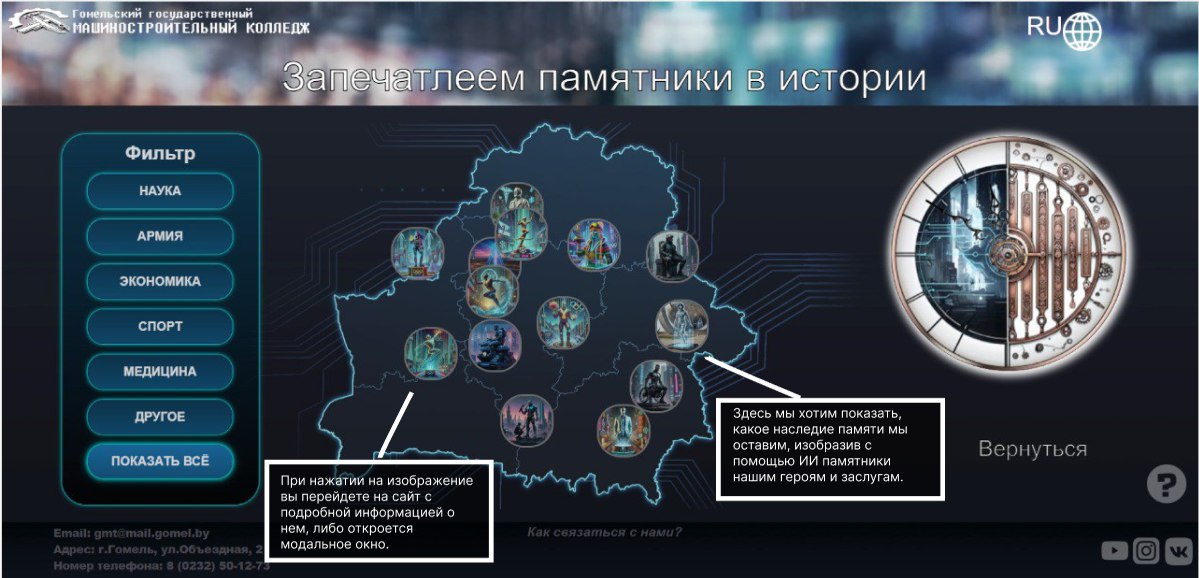 Гомельский государственный
МАШИНОСТРОИТЕЛЬНЫЙ КОЛЛЕДЖ
RU
Запечатлеем памятники в истории
Фильтр
НАУКА
АРМИЯ
ЭКОНОМИКА
СПОРТ
МЕДИЦИНА
ДРУГОЕ
ПОКАЗАТЬ ВСЁ
При нажатии на изображение
вы перейдете на сайт с
подробной информацией о
нем, либо откроется
модальное окно.
Здесь мы хотим показать,
какое наследие памяти мы
оставим, изобразив с
помощью ИИ памятники
нашим героям и заслугам.
Вернуться
?
Email: gmt@mail.gomel.by
Адрес: г.Гомель, ул.Объездная, 2
Номер телефона: 8 (0232) 50-12-73
Как связаться с нами?